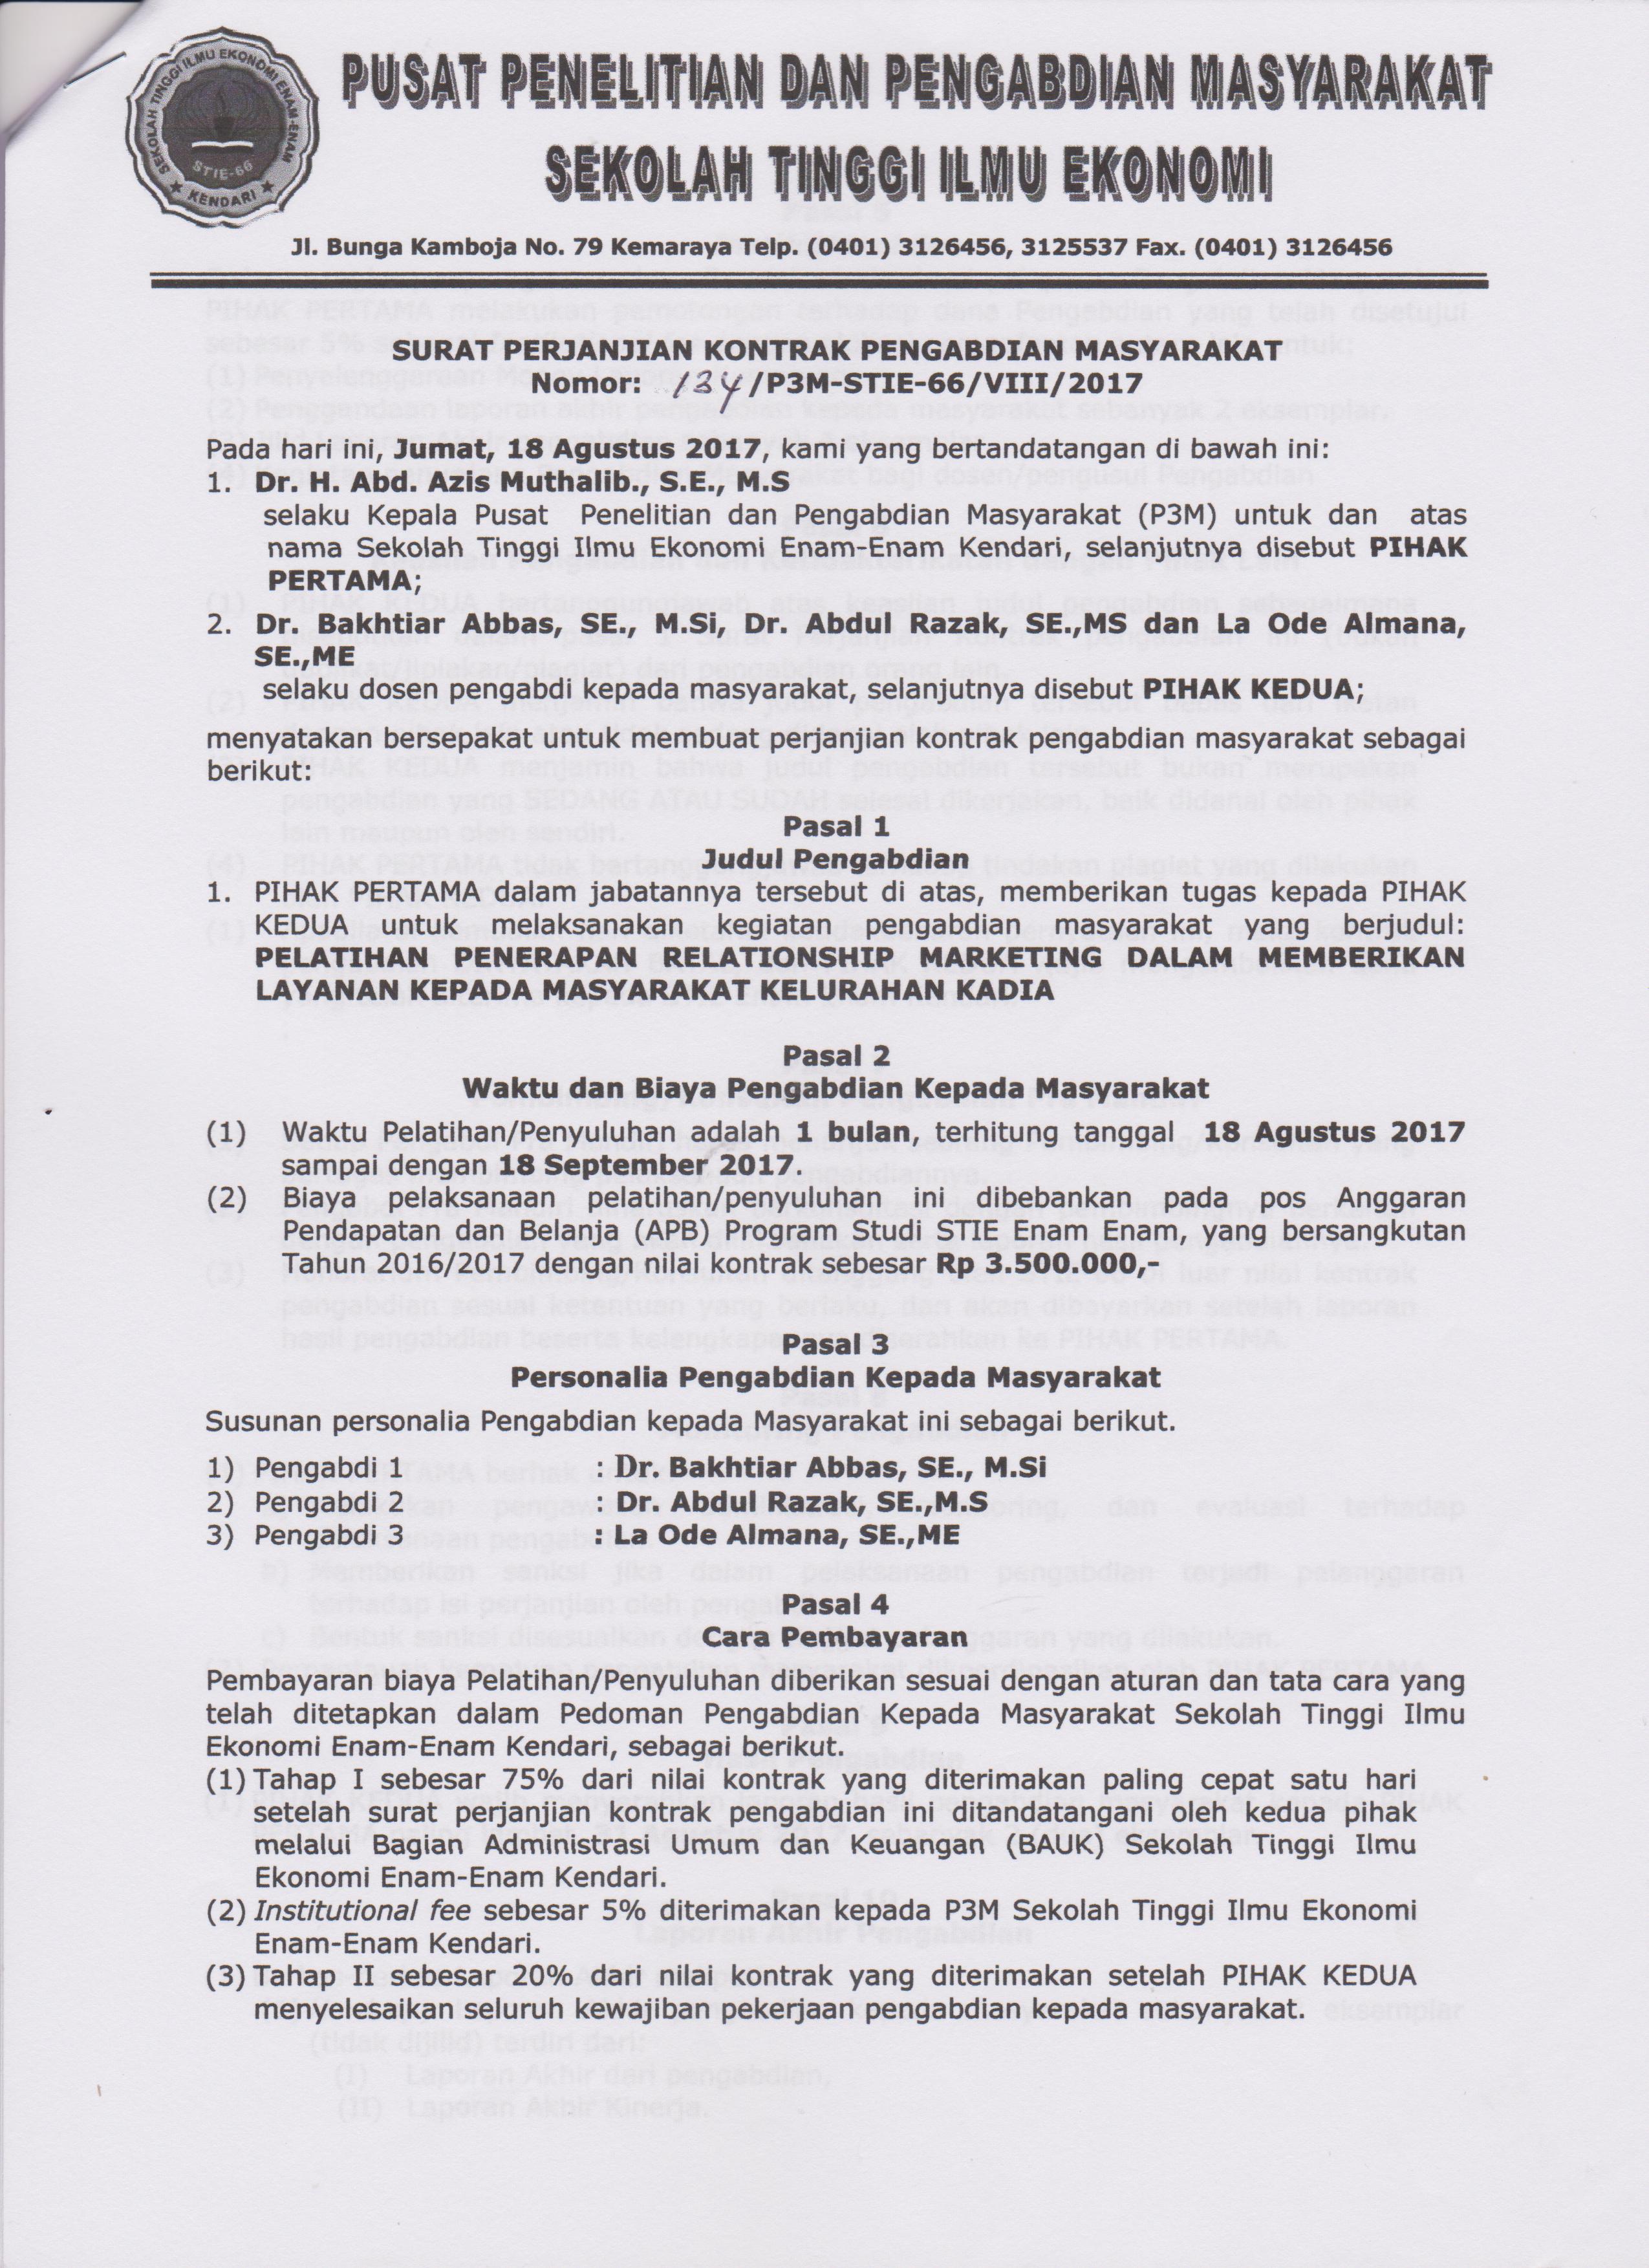 SEKOLAH TINGGI ILMU EKONOMI ENAM-ENAM
STIE-66
KENDARI
PUSAT PENELITIAN DAN PENGABDIAN MASYARAKAT
SEKOLAH TINGGI ILMU EKONOMI
Jl. Bunga Kamboja No. 79 Kemaraya Telp. (0401) 3126456, 3125537 Fax. (0401) 3126456
SURAT PERJANJIAN KONTRAK PENGABDIAN MASYARAKAT
Nomor: 134/P3M-STIE-66/VIII/2017
Pada hari ini, Jumat, 18 Agustus 2017, kami yang bertandatangan di bawah ini:
1. Dr. H. Abd. Azis Muthalib., S.E., M.S
selaku Kepala Pusat Penelitian dan Pengabdian Masyarakat (P3M) untuk dan atas
nama Sekolah Tinggi Ilmu Ekonomi Enam-Enam Kendari, selanjutnya disebut PIHAK
PERTAMA;
2. Dr. Bakhtiar Abbas, SE., M.Si, Dr. Abdul Razak, SE.,MS dan La Ode Almana,
SE.,ME
selaku dosen pengabdi kepada masyarakat, selanjutnya disebut PIHAK KEDUA;
menyatakan bersepakat untuk membuat perjanjian kontrak pengabdian masyarakat sebagai
berikut:
Pasal 1
Judul Pengabdian
1. PIHAK PERTAMA dalam jabatannya tersebut di atas, memberikan tugas kepada PIHAK
KEDUA untuk melaksanakan kegiatan pengabdian masyarakat yang berjudul:
PELATIHAN PENERAPAN RELATIONSHIP MARKETING DALAM MEMBERIKAN
LAYANAN KEPADA MASYARAKAT KELURAHAN KADIA
Pasal 2
Waktu dan Biaya Pengabdian Kepada Masyarakat
(1) Waktu Pelatihan/Penyuluhan adalah 1 bulan, terhitung tanggal 18 Agustus 2017
sampai dengan 18 September 2017.
(2) Biaya pelaksanaan pelatihan/penyuluhan ini dibebankan pada pos Anggaran
Pendapatan dan Belanja (APB) Program Studi STIE Enam Enam, yang bersangkutan
Tahun 2016/2017 dengan nilai kontrak sebesar Rp 3.500.000,-
Pasal 3
Personalia Pengabdian Kepada Masyarakat
Susunan personalia Pengabdian kepada Masyarakat ini sebagai berikut.
1) Pengabdi 1 : Dr. Bakhtiar Abbas, SE., M.Si
2) Pengabdi 2 : Dr. Abdul Razak, SE.,M.S
3) Pengabdi 3 : La Ode Almana, SE.,ME
Pasal 4
Cara Pembayaran
Pembayaran biaya Pelatihan/Penyuluhan diberikan sesuai dengan aturan dan tata cara yang
telah ditetapkan dalam Pedoman Pengabdian Kepada Masyarakat Sekolah Tinggi Ilmu
Ekonomi Enam-Enam Kendari, sebagai berikut.
(1) Tahap I sebesar 75% dari nilai kontrak yang diterimakan paling cepat satu hari
setelah surat perjanjian kontrak pengabdian ini ditandatangani oleh kedua pihak
melalui Bagian Administrasi Umum dan Keuangan (BAUK) Sekolah Tinggi Ilmu
Ekonomi Enam-Enam Kendari.
(2) Institutional fee sebesar 5% diterimakan kepada P3M Sekolah Tinggi Ilmu Ekonomi
Enam-Enam Kendari.
(3) Tahap II sebesar 20% dari nilai kontrak yang diterimakan setelah PIHAK KEDUA
menyelesaikan seluruh kewajiban pekerjaan pengabdian kepada masyarakat.